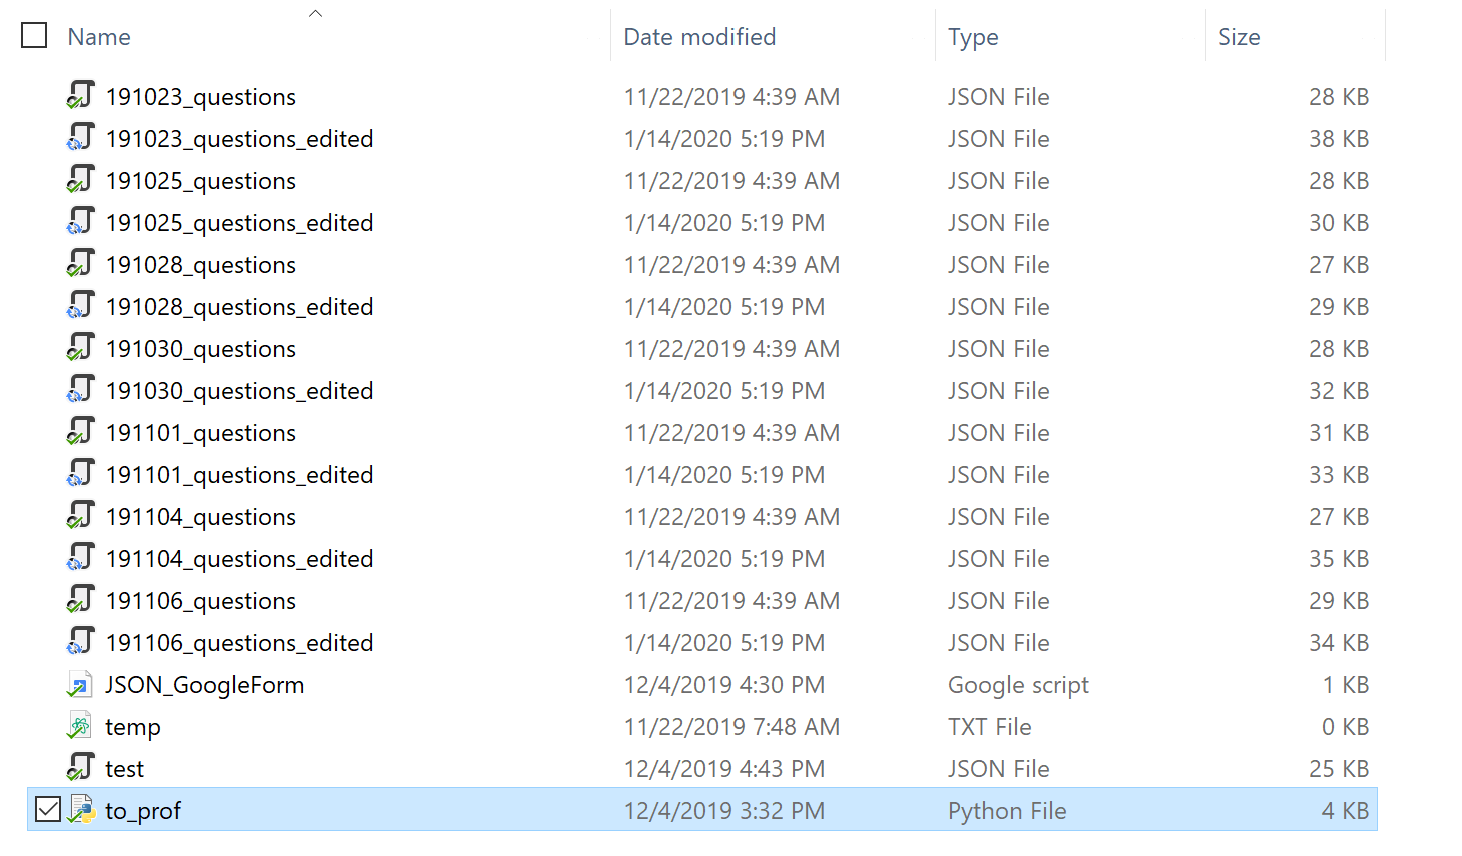 Name Date modified Type Size
191023_questions 11/22/2019 4:39 AM JSON File 28 KB
191023_questions_edited 1/14/2020 5:19 PM JSON File 38 KB
191025_questions 11/22/2019 4:39 AM JSON File 28 KB
191025_questions_edited 1/14/2020 5:19 PM JSON File 30 KB
191028_questions 11/22/2019 4:39 AM JSON File 27 KB
191028_questions_edited 1/14/2020 5:19 PM JSON File 29 KB
191030_questions 11/22/2019 4:39 AM JSON File 28 KB
191030_questions_edited 1/14/2020 5:19 PM JSON File 32 KB
191101_questions 11/22/2019 4:39 AM JSON File 31 KB
191101_questions_edited 1/14/2020 5:19 PM JSON File 33 KB
191104_questions 11/22/2019 4:39 AM JSON File 27 KB
191104_questions_edited 1/14/2020 5:19 PM JSON File 35 KB
191106_questions 11/22/2019 4:39 AM JSON File 29 KB
191106_questions_edited 1/14/2020 5:19 PM JSON File 34 KB
JSON_GoogleForm 12/4/2019 4:30 PM Google script 1 KB
temp 11/22/2019 7:48 AM TXT File 0 KB
test 12/4/2019 4:43 PM JSON File 25 KB
to_prof 12/4/2019 3:32 PM Python File 4 KB